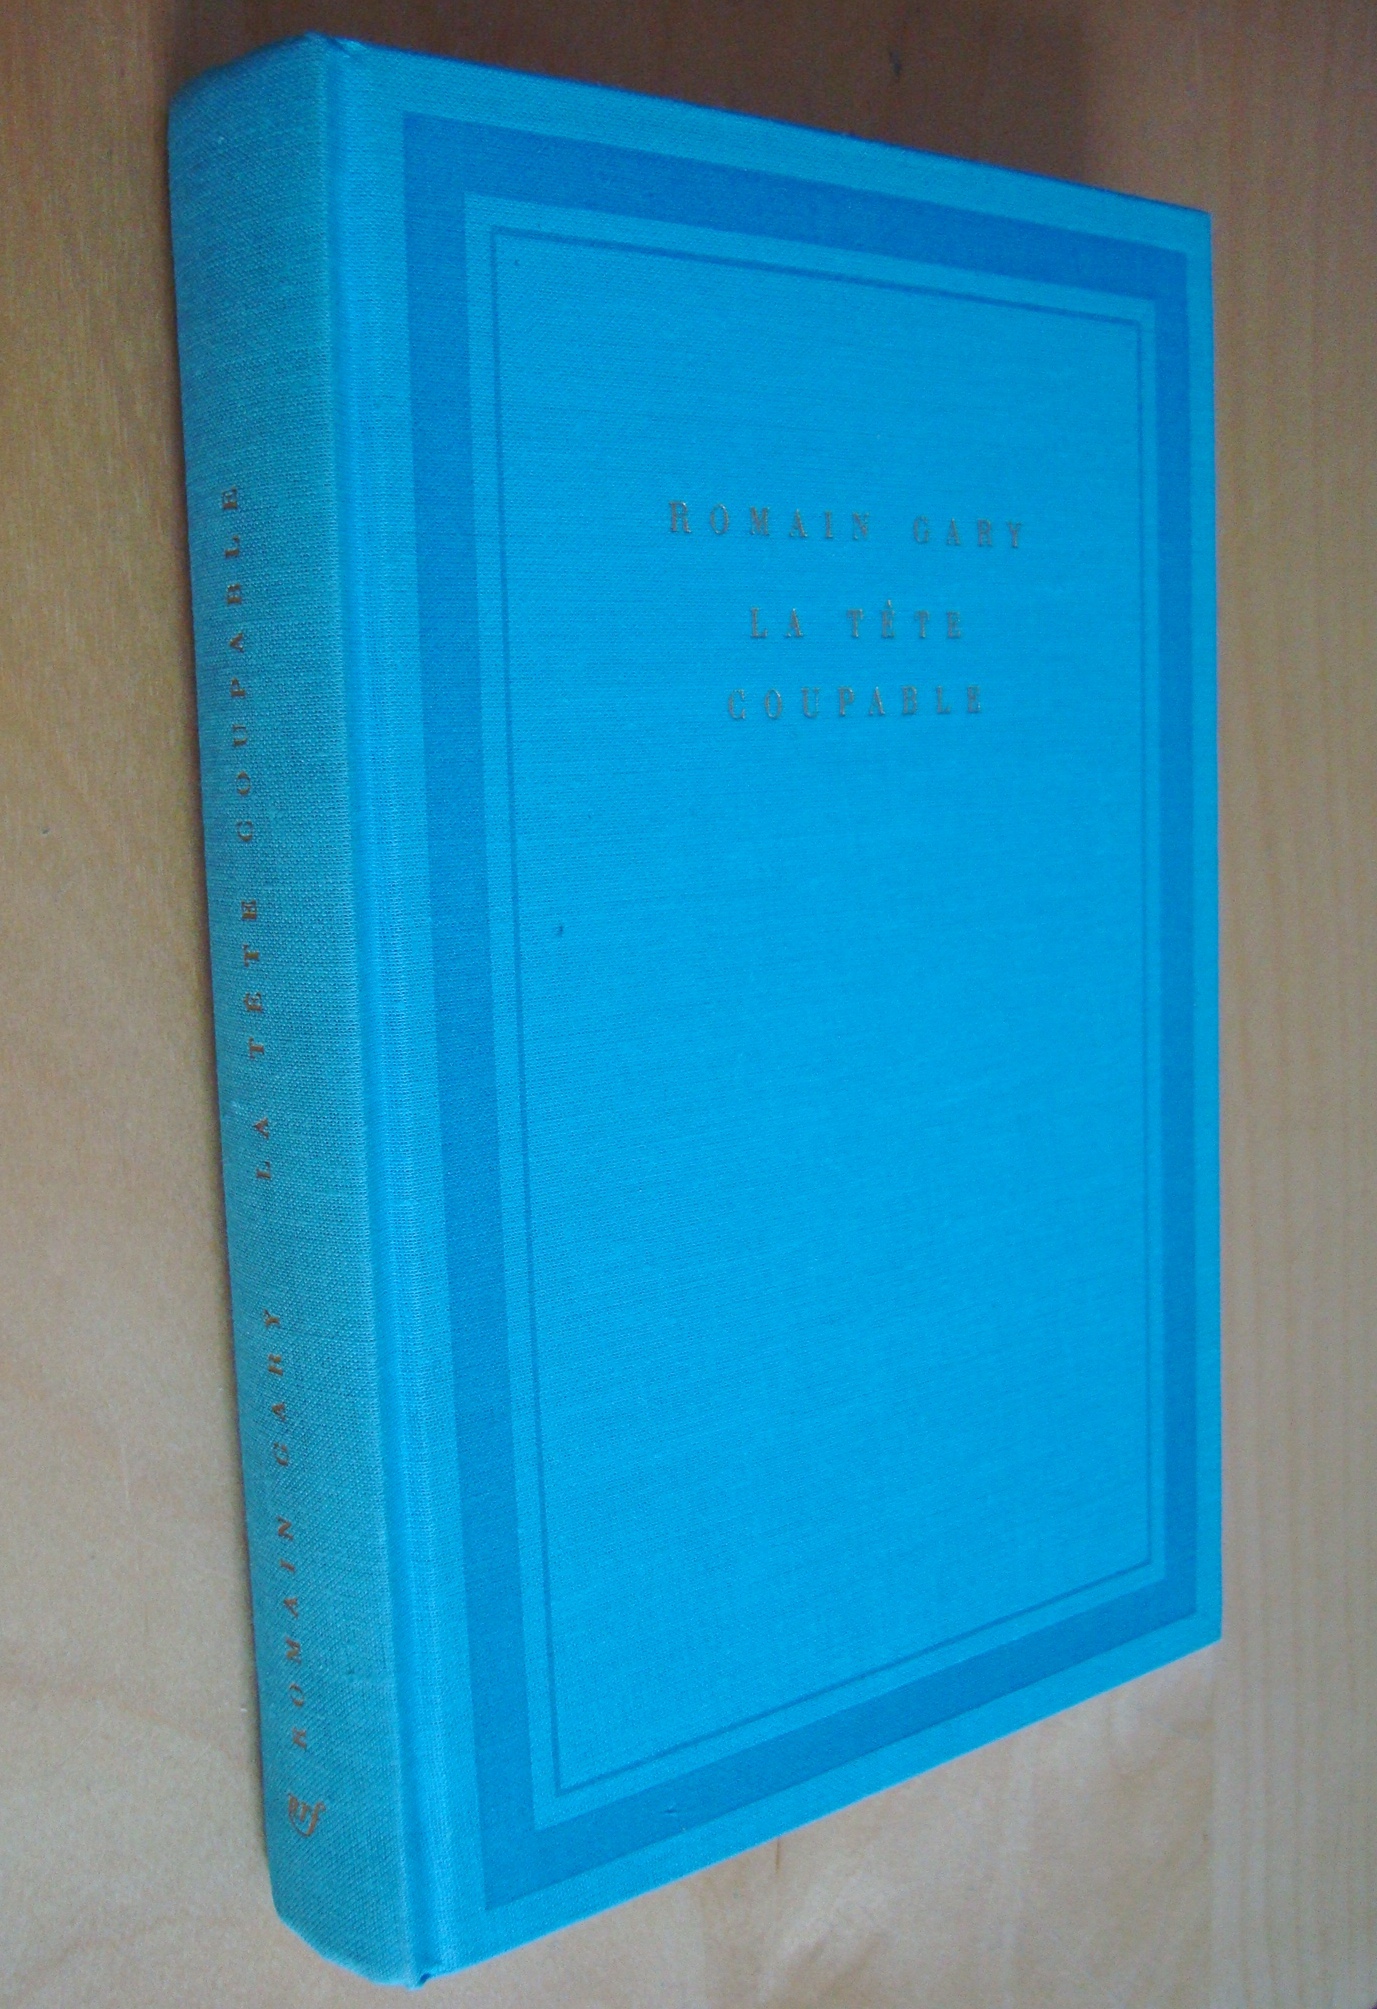 ROMAIN GARY
LA TÊTE
COUPABLE
nrf ROMAIN GARY LA TÊTE COUPABLE